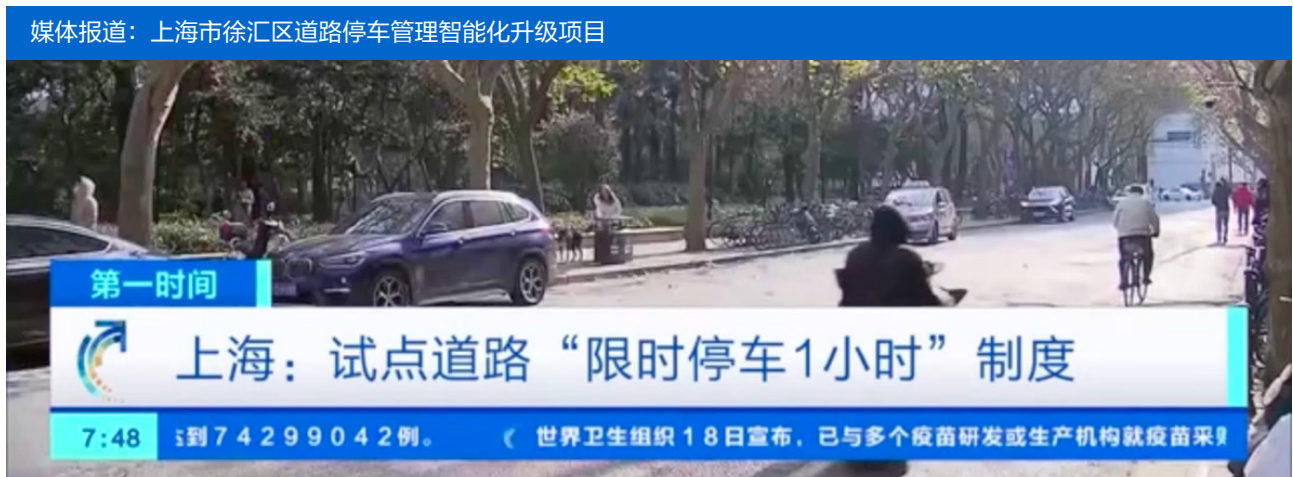 媒体报道：上海市徐汇区道路停车管理智能化升级项目
第一时间
上海：试点道路“限时停车1小时”制度
7:48
到74299042例。
世界卫生组织18日宣布，已与多个疫苗研发或生产机构就疫苗采